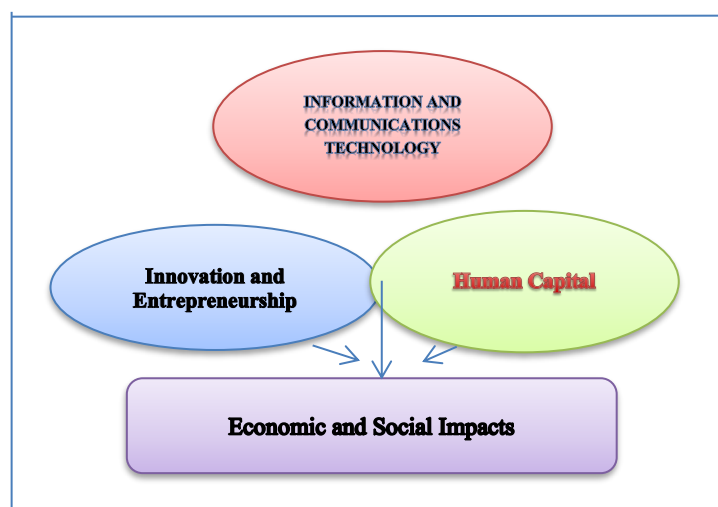 INFORMATION AND
COMMUNICATIONS
TECHNOLOGY
Innovation and
Entrepreneurship
Human Capital
Economic and Social Impacts